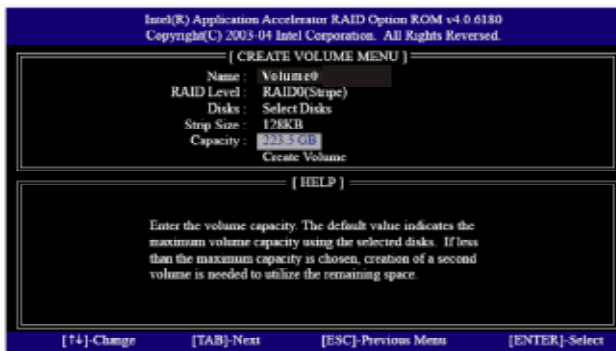 Intel(R) Application Accelerator RAID Option ROM v4.0.6180
Copyright(C) 2003-04 Intel Corporation. All Rights Reversed.
[ CREATE VOLUME MENU ]
Name : Volume0
RAID Level : RAID0(Stripe)
Disks : Select Disks
Strip Size : 128KB
Capacity : 223.5 GB
Create Volume
[ HELP ]
Enter the volume capacity. The default value indicates the
maximum volume capacity using the selected disks. If less
than the maximum capacity is chosen, creation of a second
volume is needed to utilize the remaining space.
[↑↓]-Change [TAB]-Next [ESC]-Previous Menu [ENTER]-Select